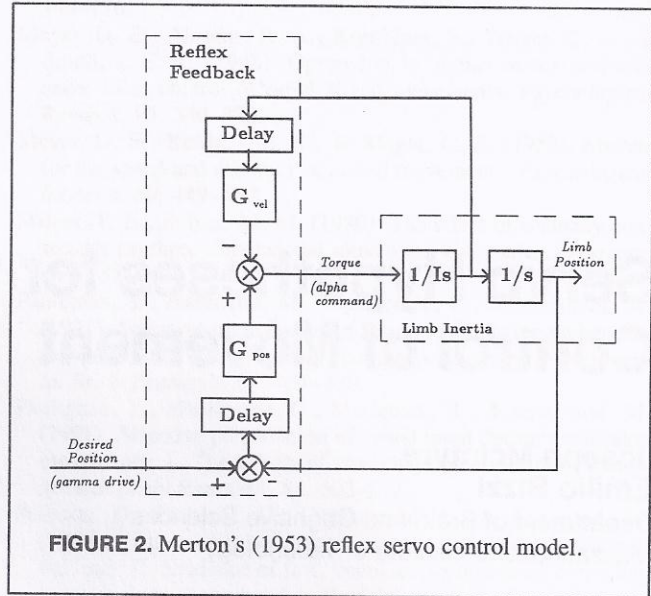 Reflex
Feedback
Delay
G vel
−
+
Torque
(alpha
command)
1/Is
1/s
Limb
Position
Limb Inertia
G pos
Delay
Desired
Position
(gamma drive)
+
-
FIGURE 2. Merton's (1953) reflex servo control model.